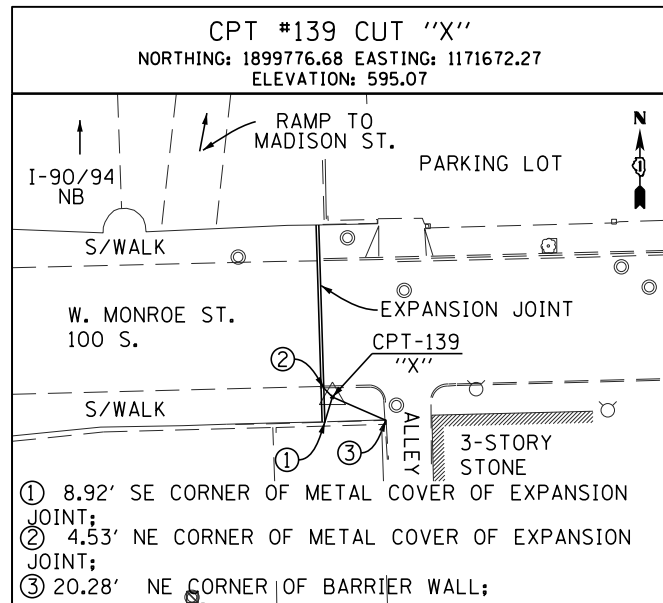 CPT #139 CUT "X"
NORTHING: 1899776.68 EASTING: 1171672.27
ELEVATION: 595.07
RAMP TO
MADISON ST.
N
PARKING LOT
I-90/94
NB
S/WALK
EXPANSION JOINT
W. MONROE ST.
100 S.
CPT-139
"X"
2
S/WALK
ALLEY
1
3
3-STORY
STONE
1 8.92' SE CORNER OF METAL COVER OF EXPANSION
JOINT;
2 4.53' NE CORNER OF METAL COVER OF EXPANSION
JOINT;
3 20.28' NE CORNER OF BARRIER WALL;